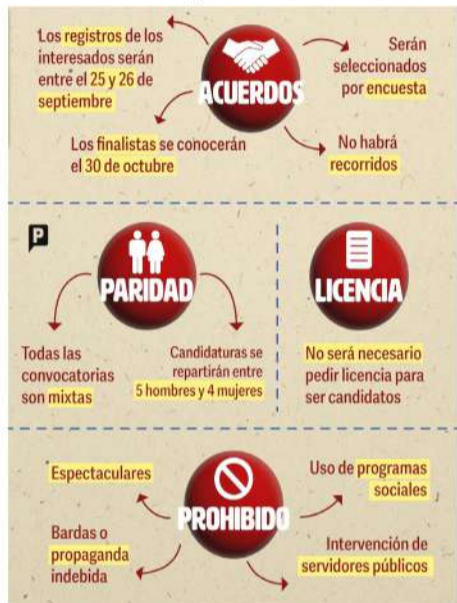 Los registros de los
interesados serán
entre el 25 y 26 de
septiembre
ACUERDOS
Serán
seleccionados
por encuesta
Los finalistas se conocerán
el 30 de octubre
No habrá
recorridos
P
PARIDAD
Todas las
convocatorias
son mixtas
Candidaturas se
repartirán entre
5 hombres y 4 mujeres
LICENCIA
No será necesario
pedir licencia para
ser candidatos
PROHIBIDO
Espectaculares
Uso de programas
sociales
Bardas o
propaganda
indebida
Intervención de
servidores públicos